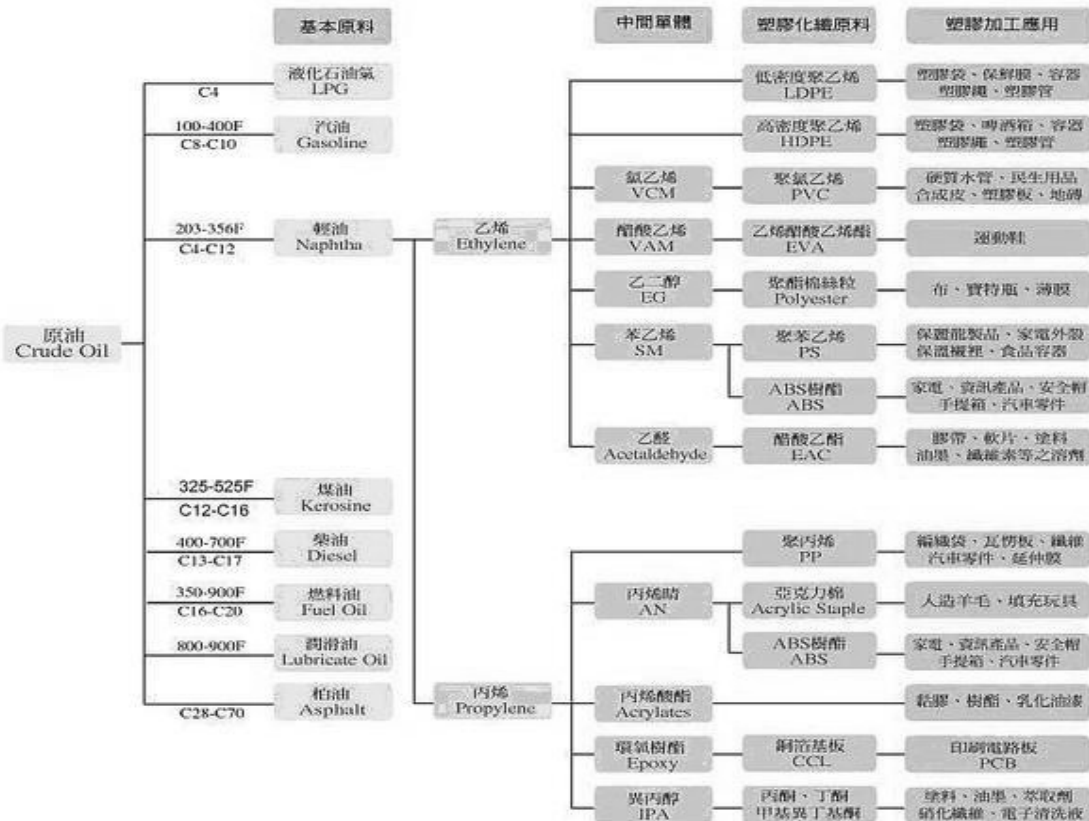 基本原料
中間單體
塑膠化纖原料
塑膠加工應用
原油
Crude Oil
C4
液化石油氣
LPG
100-400F
C8-C10
汽油
Gasoline
203-356F
C4-C12
輕油
Naphtha
325-525F
C12-C16
煤油
Kerosine
400-700F
C13-C17
柴油
Diesel
350-900F
C16-C20
燃料油
Fuel Oil
800-900F
潤滑油
Lubricate Oil
C28-C70
柏油
Asphalt
乙烯
Ethylene
低密度聚乙烯
LDPE
塑膠袋、保鮮膜、容器
塑膠繩、塑膠管
高密度聚乙烯
HDPE
塑膠袋、啤酒箱、容器
塑膠繩、塑膠管
氯乙烯
VCM
聚氯乙烯
PVC
硬質水管、民生用品
合成皮、塑膠板、地磚
醋酸乙烯
VAM
乙烯醋酸乙烯酯
EVA
運動鞋
乙二醇
EG
聚酯棉絲粒
Polyester
布、寶特瓶、薄膜
苯乙烯
SM
聚苯乙烯
PS
保麗龍製品、家電外殼
保溫襯裡、食品容器
ABS樹酯
ABS
家電、資訊產品、安全帽
手提箱、汽車零件
乙醛
Acetaldehyde
醋酸乙酯
EAC
膠帶、軟片、塗料
油墨、纖維素等之溶劑
丙烯
Propylene
聚丙烯
PP
編織袋、瓦愣板、纖維
汽車零件、延伸膜
丙烯晴
AN
亞克力棉
Acrylic Staple
人造羊毛、填充玩具
ABS樹酯
ABS
家電、資訊產品、安全帽
手提箱、汽車零件
丙烯酸酯
Acrylates
黏膠、樹酯、乳化油漆
環氧樹酯
Epoxy
銅箔基板
CCL
印刷電路板
PCB
異丙醇
IPA
丙酮、丁酮
甲基異丁基酮
塗料、油墨、萃取劑
硝化纖維、電子清洗液